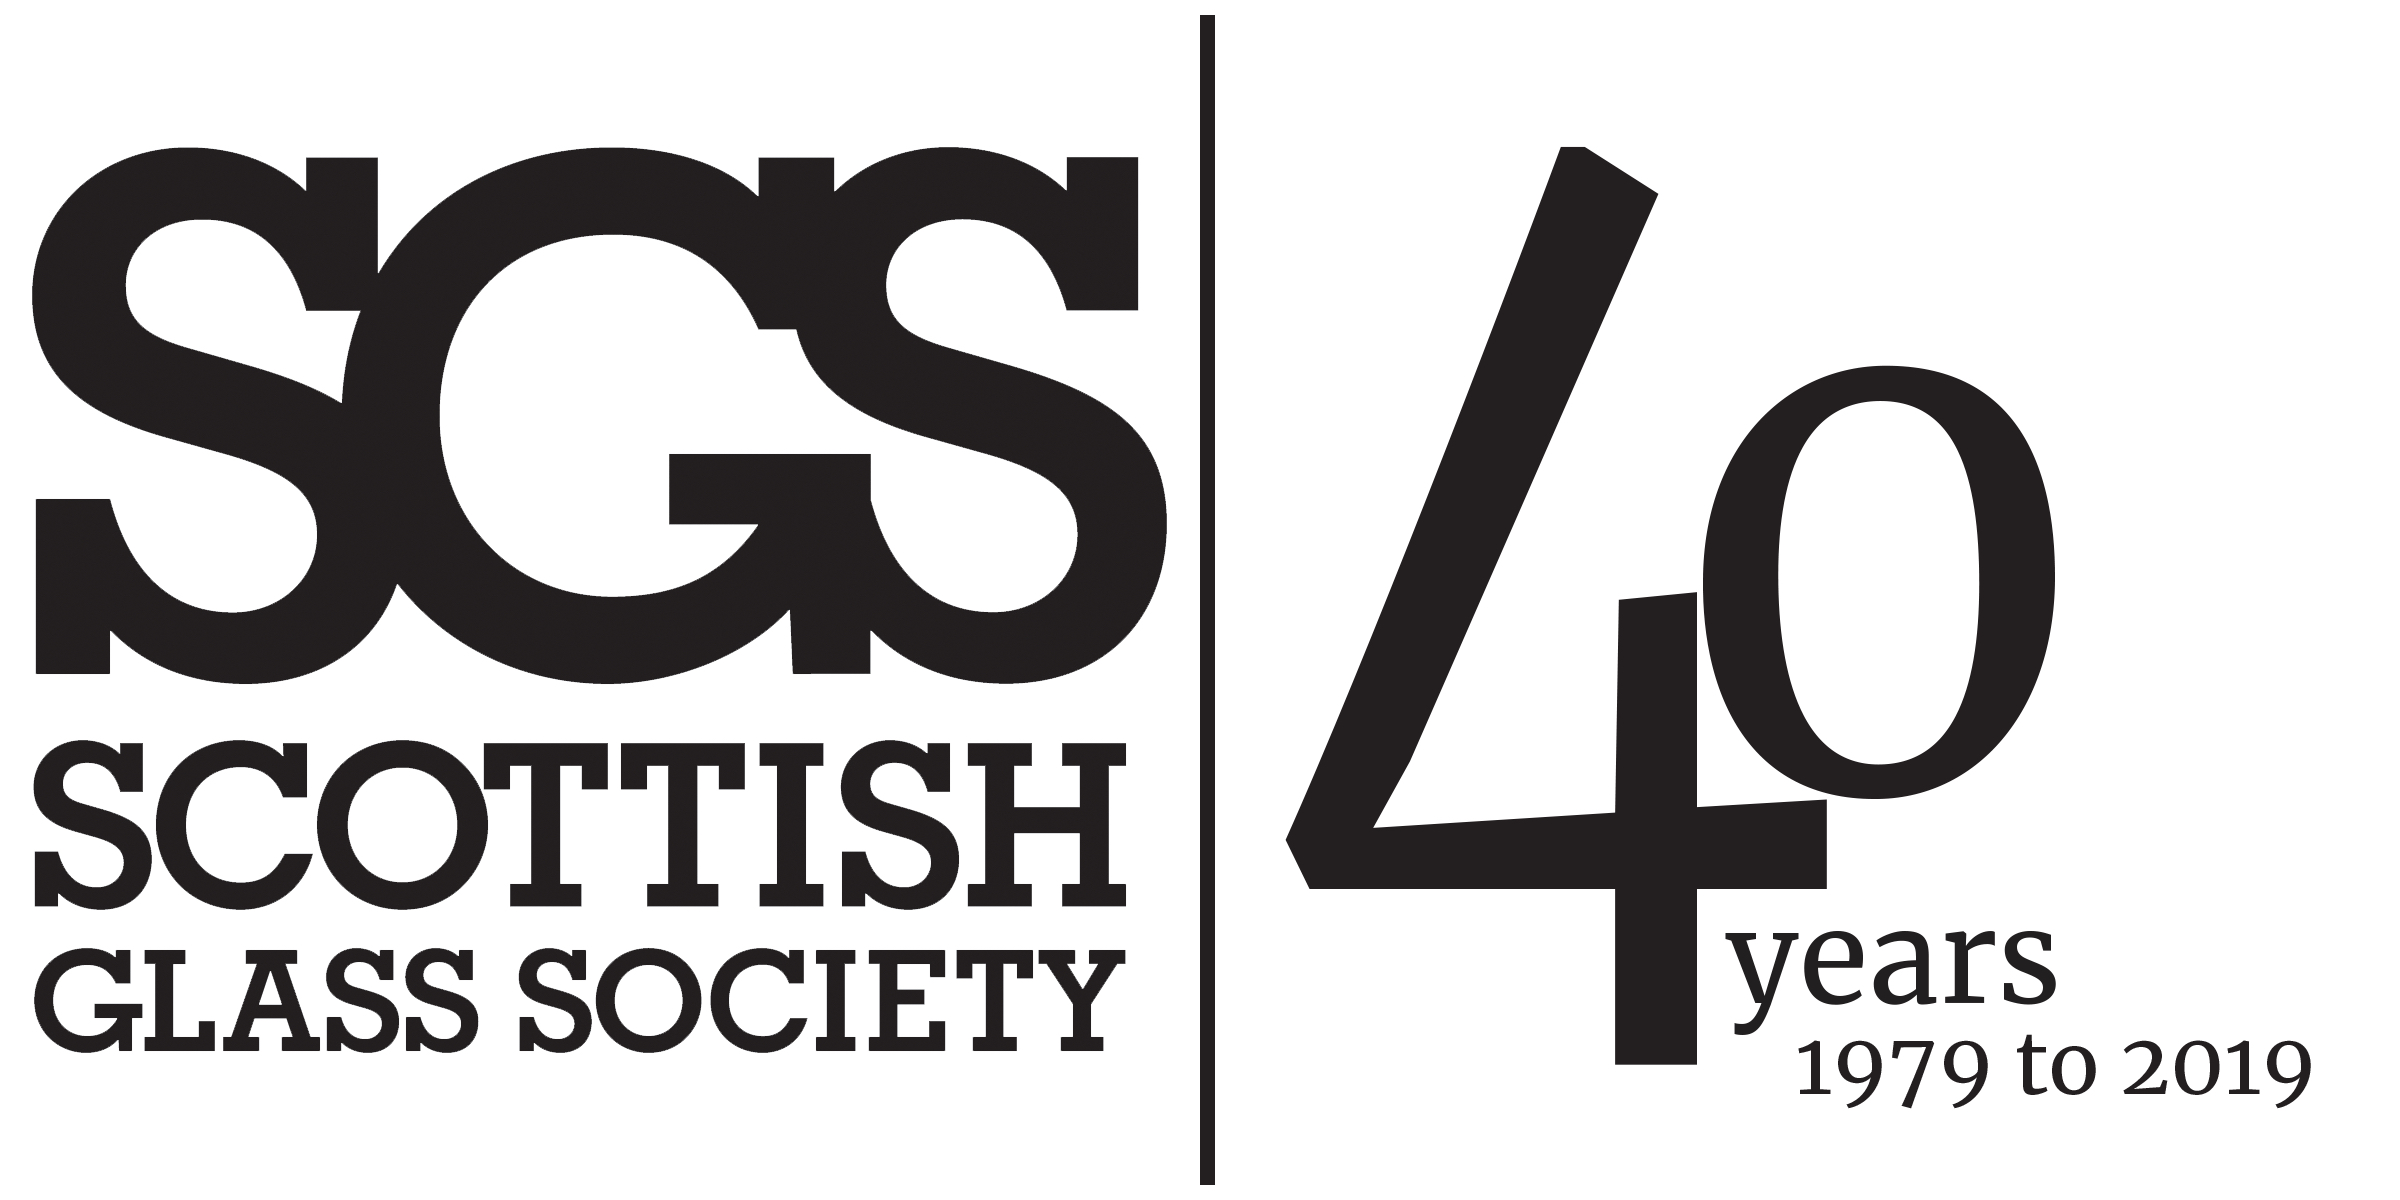 SGS
SCOTTISH
GLASS SOCIETY
40
years
1979 to 2019